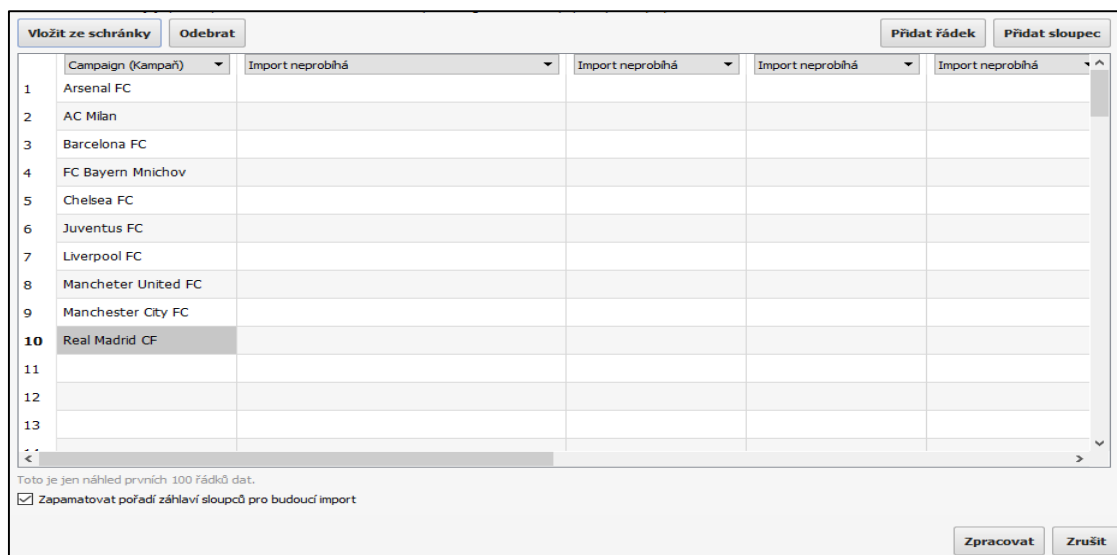 Vložit ze schránky Odebrat Přidat řádek Přidat sloupec
Campaign (Kampaň) Import neprobíhá Import neprobíhá Import neprobíhá Import neprobíhá
1 Arsenal FC
2 AC Milan
3 Barcelona FC
4 FC Bayern Mnichov
5 Chelsea FC
6 Juventus FC
7 Liverpool FC
8 Mancheter United FC
9 Manchester City FC
10 Real Madrid CF
11
12
13
Toto je jen náhled prvních 100 řádků dat.
Zapamatovat pořadí záhlaví sloupců pro budoucí import
Zpracovat Zrušit